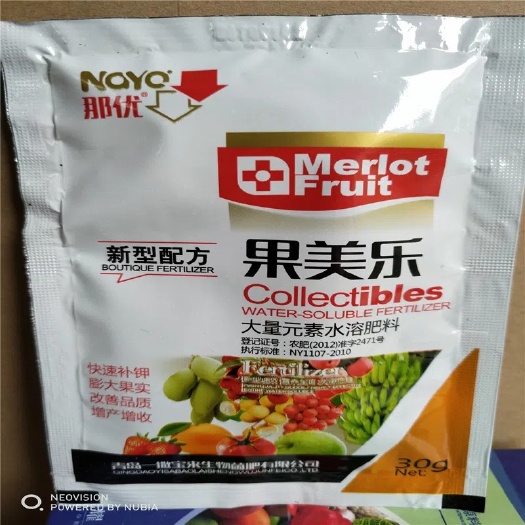 NaYo®
那优®
Merlot
Fruit
新型配方
BOUTIQUE FERTILIZER
果美乐
Collectibles
WATER-SOLUBLE FERTILIZER
大量元素水溶肥料
登记证号：农肥(2012)准字2471号
执行标准：NY1107-2010
快速补钾
膨大果实
改善品质
增产增收
Fertilizer
30g
Net:
NEOVISION
POWERED BY NUBIA